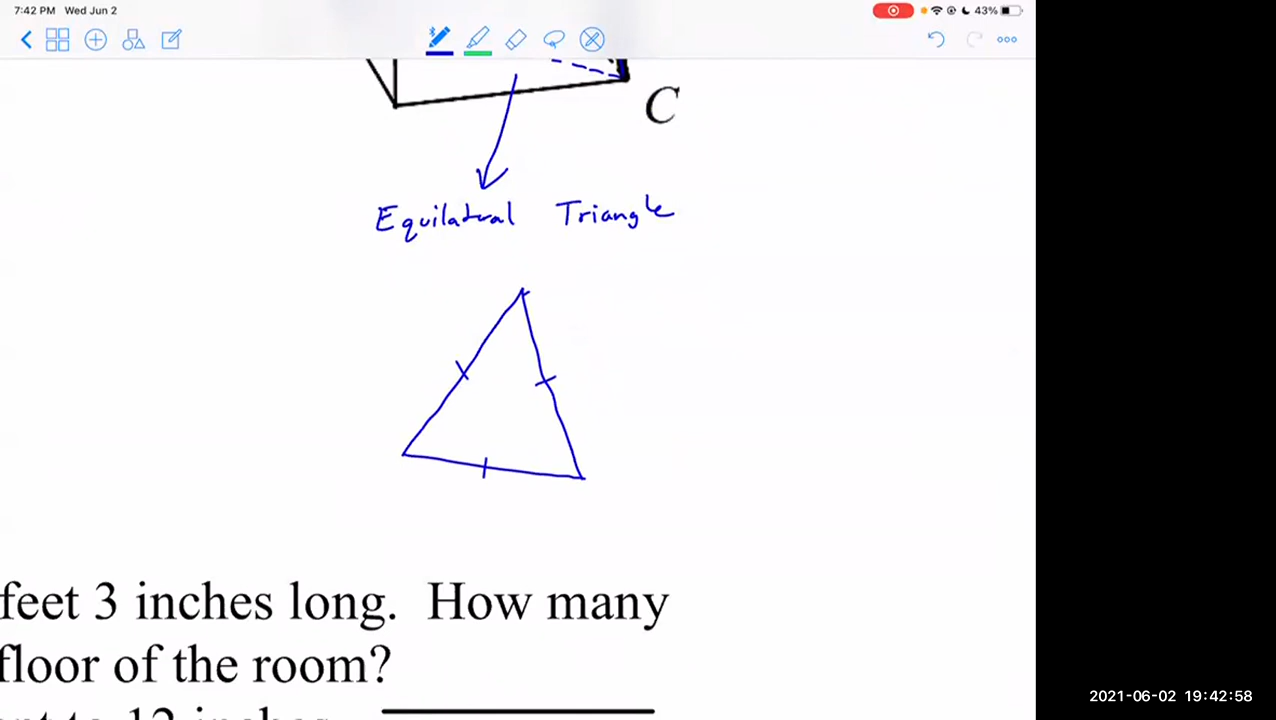 7:42 PM Wed Jun 2
43%
C
Equilateral Triangle
feet 3 inches long. How many
floor of the room?
2021-06-02 19:42:58